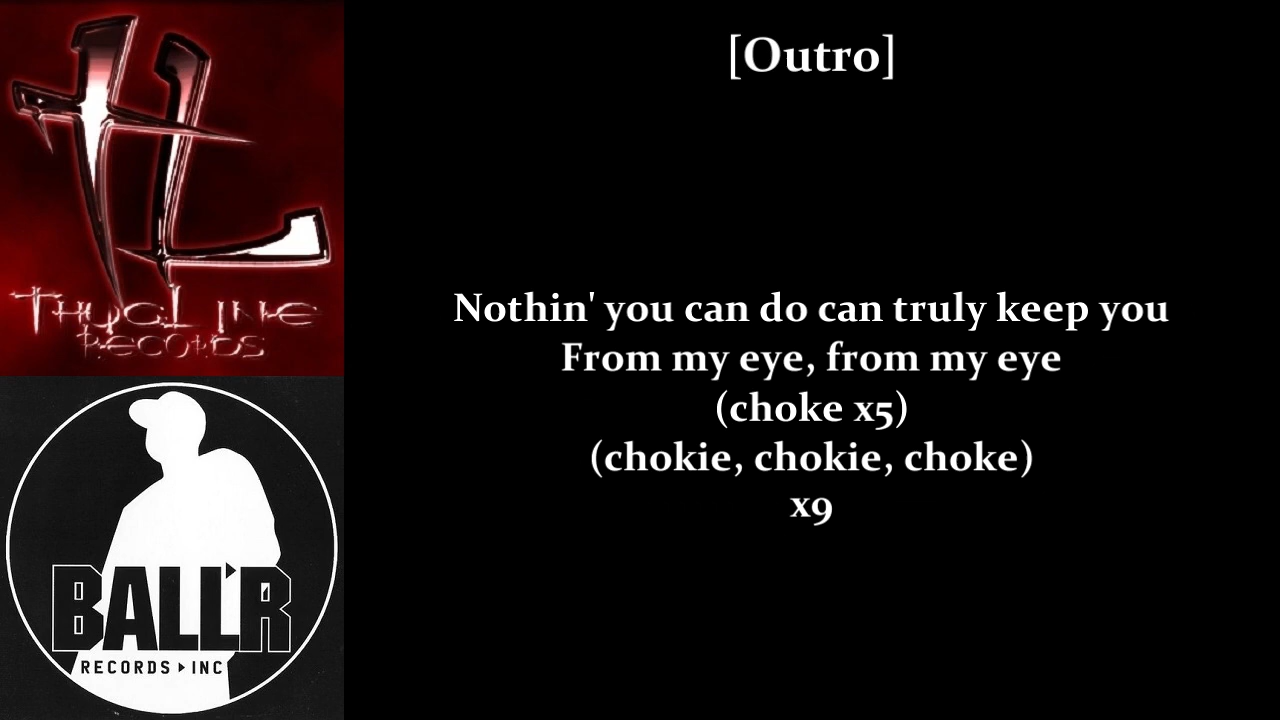 TL
ThugLine
Records
BALL'R
RECORDS INC
[Outro]
Nothin' you can do can truly keep you
From my eye, from my eye
(choke x5)
(chokie, chokie, choke)
x9